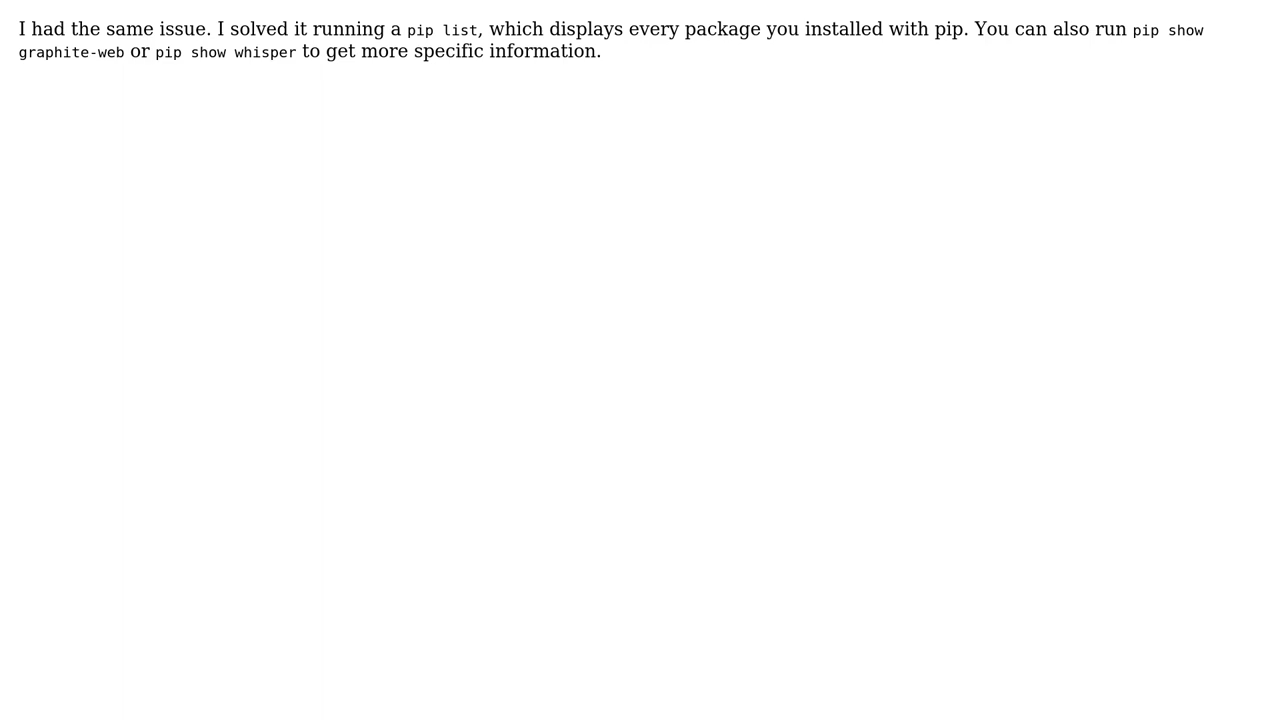 I had the same issue. I solved it running a pip list, which displays every package you installed with pip. You can also run pip show
graphite-web or pip show whisper to get more specific information.